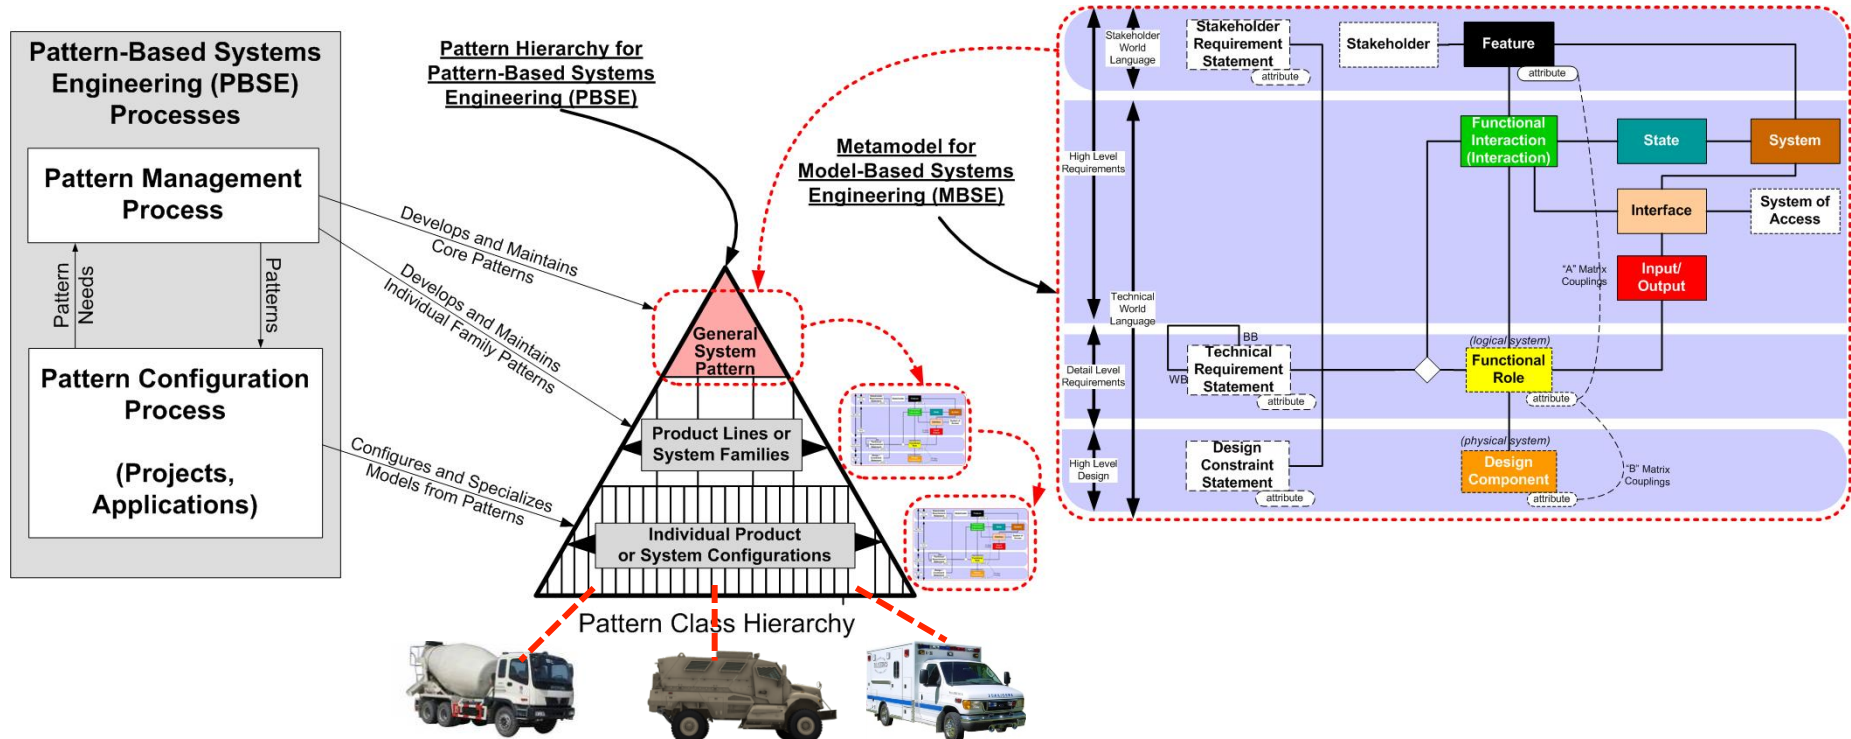 Pattern-Based Systems
Engineering (PBSE)
Processes
Pattern Management
Process
Pattern
Needs
Patterns
Pattern Configuration
Process
(Projects,
Applications)
Pattern Hierarchy for
Pattern-Based Systems
Engineering (PBSE)
Develops and Maintains
Core Patterns
Develops and Maintains
Individual Family Patterns
Configures and Specializes
Models from Patterns
General
System
Pattern
Product Lines or
System Families
Individual Product
or System Configurations
Pattern Class Hierarchy
Metamodel for
Model-Based Systems
Engineering (MBSE)
Stakeholder
World
Language
High Level
Requirements
Technical
World
Language
Detail Level
Requirements
High Level
Design
Stakeholder
Requirement
Statement
attribute
Stakeholder
Feature
attribute
Functional
Interaction
(Interaction)
State
System
Interface
System of
Access
"A" Matrix
Couplings
Input/
Output
BB
WB
Technical
Requirement
Statement
attribute
(logical system)
Functional
Role
attribute
Design
Constraint
Statement
attribute
(physical system)
Design
Component
attribute
"B" Matrix
Couplings